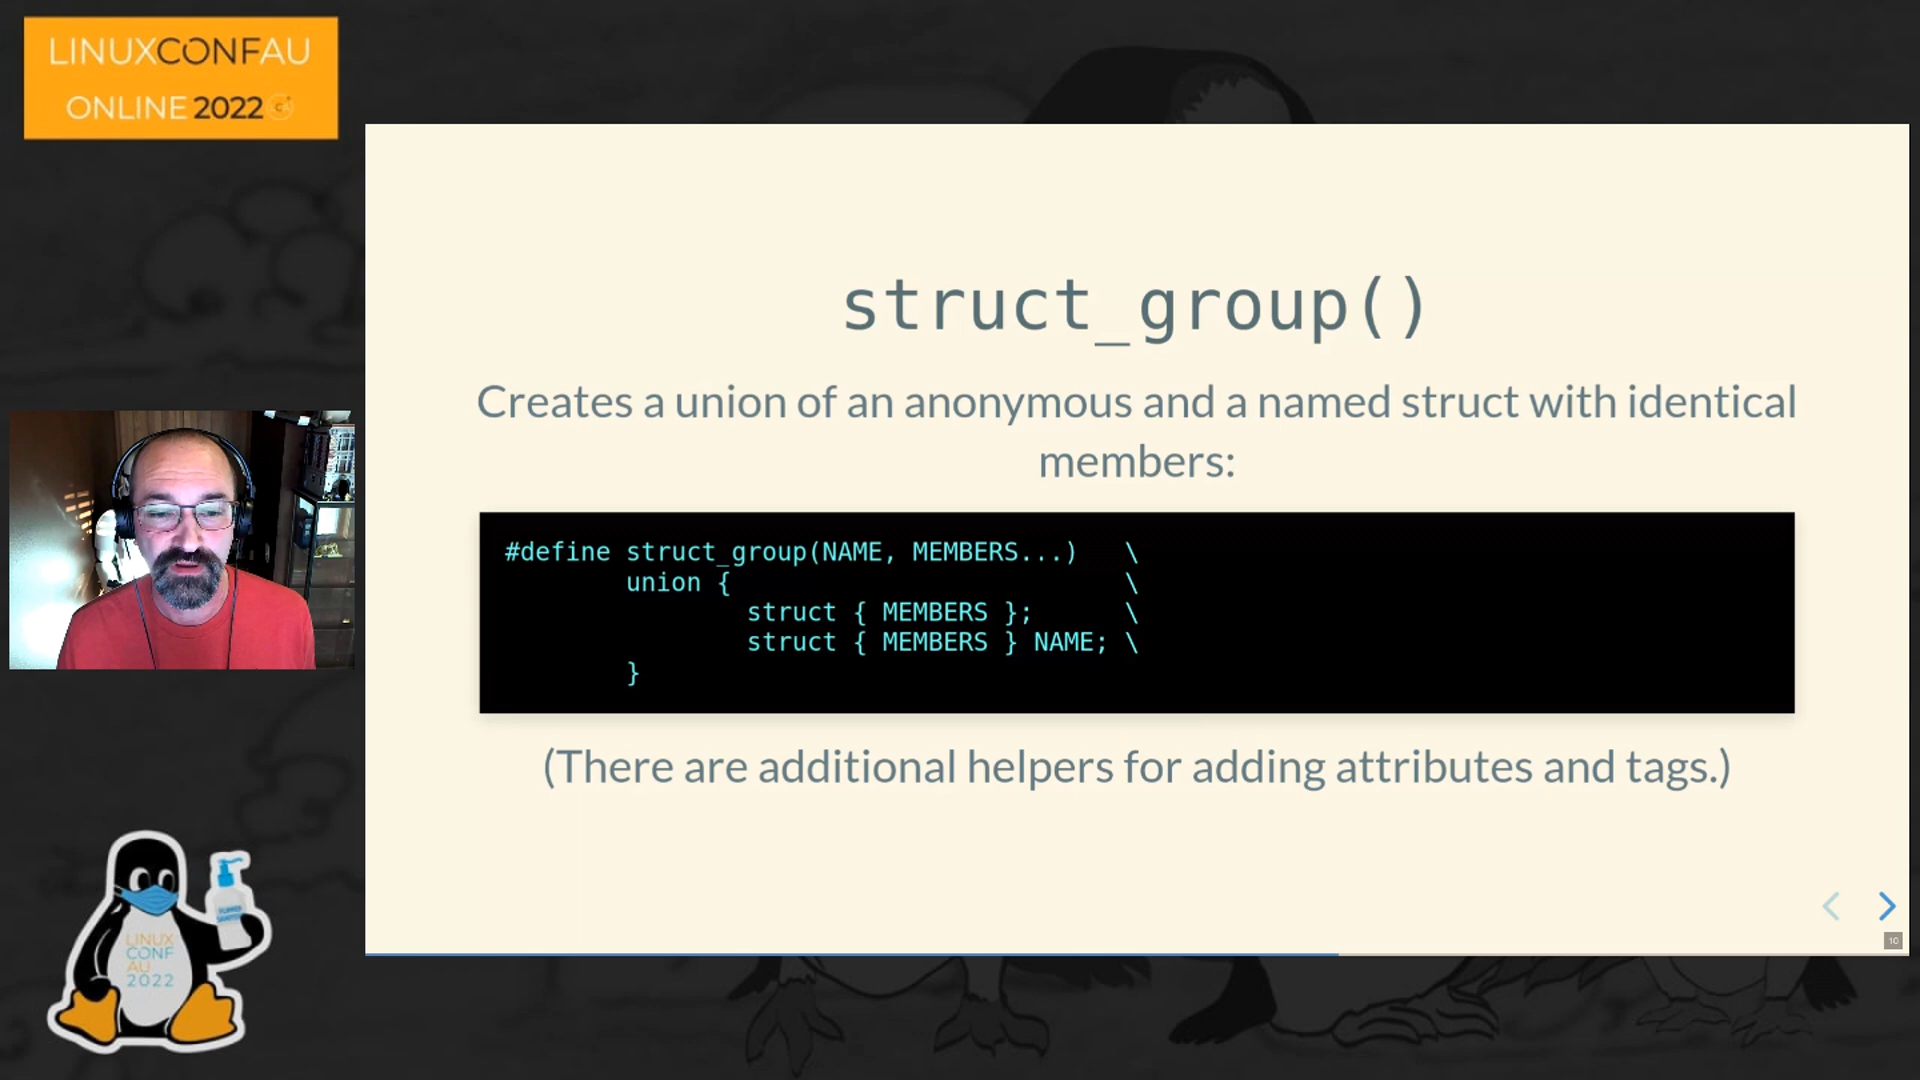 LINUXCONFAU
ONLINE 2022
struct_group()
Creates a union of an anonymous and a named struct with identical
members:
#define struct_group(NAME, MEMBERS...)   \
        union {                          \
                struct { MEMBERS };      \
                struct { MEMBERS } NAME; \
        }
(There are additional helpers for adding attributes and tags.)
10
LINUX
CONF
AU
2022